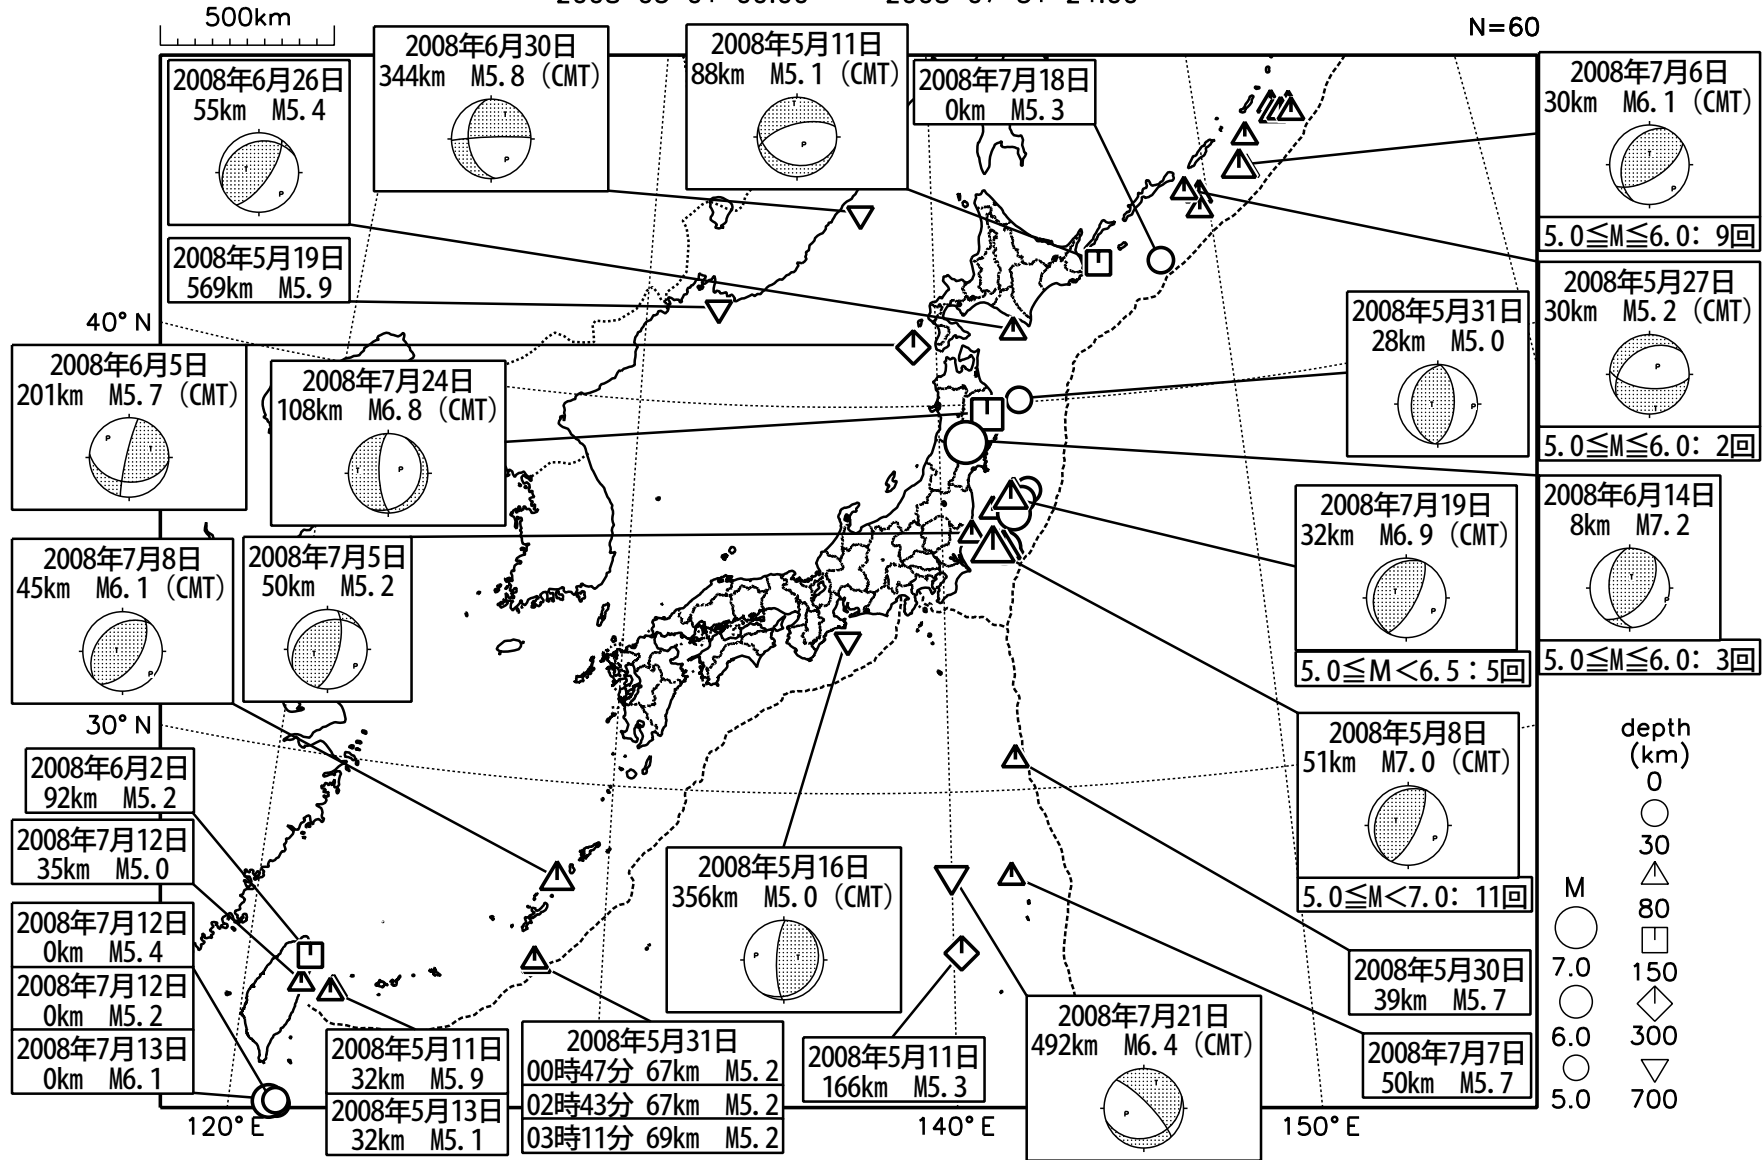 500km
N=60
2008年6月26日
55km M5.4
2008年6月30日
344km M5.8 (CMT)
2008年5月11日
88km M5.1 (CMT)
2008年7月18日
0km M5.3
2008年7月6日
30km M6.1 (CMT)
5.0≦M≦6.0: 9回
2008年5月19日
569km M5.9
2008年5月27日
30km M5.2 (CMT)
5.0≦M≦6.0: 2回
2008年5月31日
28km M5.0
40°N
2008年6月5日
201km M5.7 (CMT)
2008年7月24日
108km M6.8 (CMT)
2008年7月19日
32km M6.9 (CMT)
5.0≦M<6.5:5回
2008年6月14日
8km M7.2
5.0≦M≦6.0: 3回
2008年7月8日
45km M6.1 (CMT)
2008年7月5日
50km M5.2
30°N
2008年5月8日
51km M7.0 (CMT)
5.0≦M<7.0: 11回
2008年6月2日
92km M5.2
2008年7月12日
35km M5.0
2008年7月12日
0km M5.4
2008年7月12日
0km M5.2
2008年7月13日
0km M6.1
2008年5月16日
356km M5.0 (CMT)
2008年5月11日
32km M5.9
2008年5月13日
32km M5.1
2008年5月31日
00時47分 67km M5.2
02時43分 67km M5.2
03時11分 69km M5.2
2008年5月11日
166km M5.3
2008年7月21日
492km M6.4 (CMT)
2008年5月30日
39km M5.7
2008年7月7日
50km M5.7
120°E
140°E
150°E
M
7.0
6.0
5.0
depth
(km)
0
30
80
150
300
700